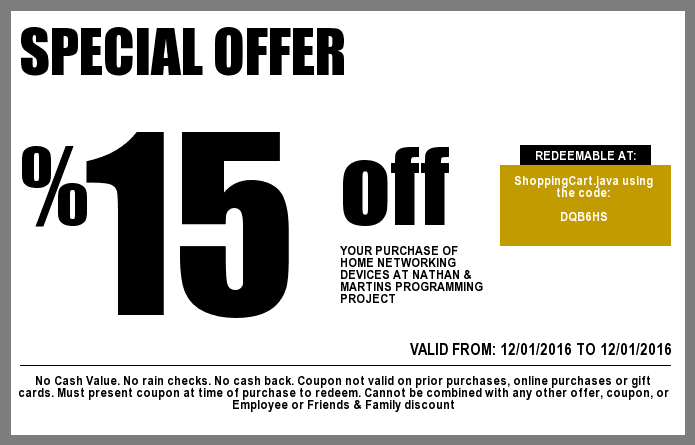 SPECIAL OFFER
%15 off
REDEEMABLE AT:
ShoppingCart.java using
the code:
DQB6HS
YOUR PURCHASE OF
HOME NETWORKING
DEVICES AT NATHAN &
MARTINS PROGRAMMING
PROJECT
VALID FROM: 12/01/2016 TO 12/01/2016
No Cash Value. No rain checks. No cash back. Coupon not valid on prior purchases, online purchases or gift
cards. Must present coupon at time of purchase to redeem. Cannot be combined with any other offer, coupon, or
Employee or Friends & Family discount